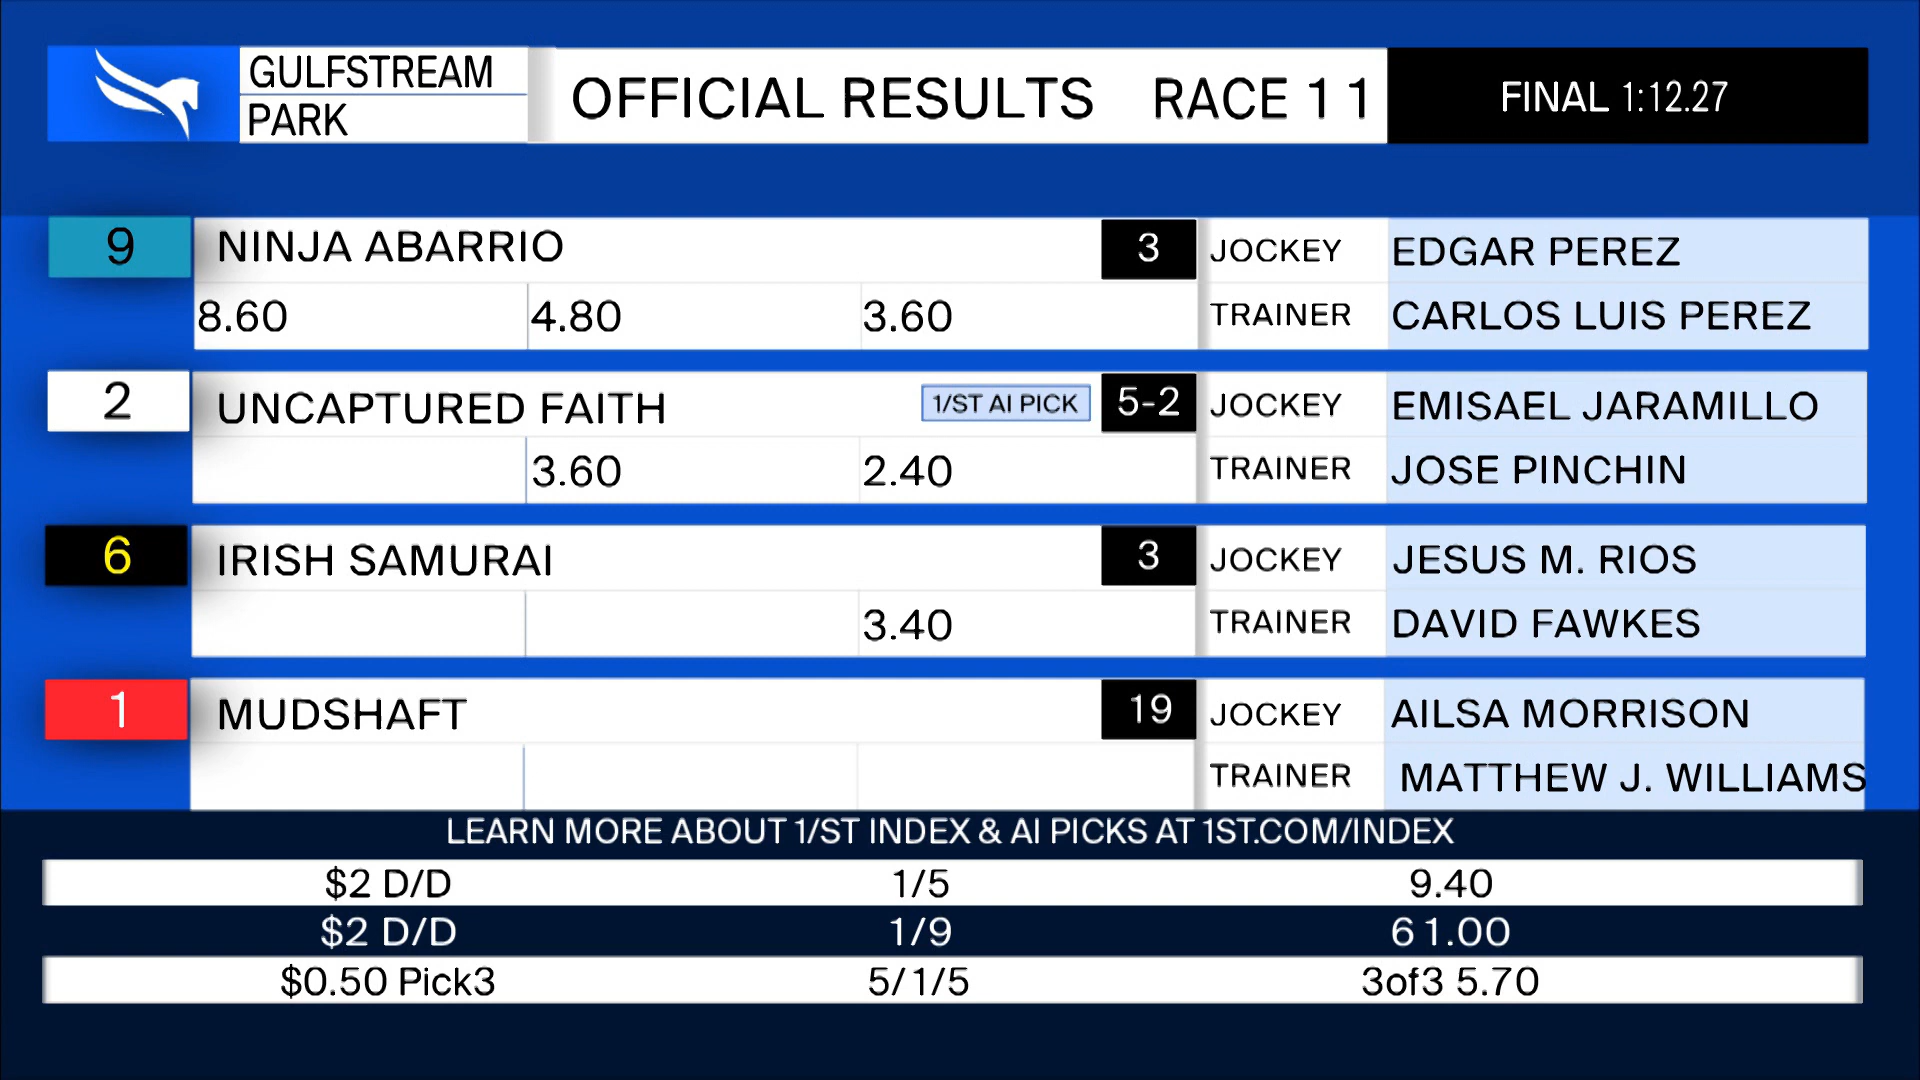 GULFSTREAM
PARK
OFFICIAL RESULTS RACE 11
FINAL 1:12.27
9 NINJA ABARRIO 3 JOCKEY EDGAR PEREZ
8.60 4.80 3.60 TRAINER CARLOS LUIS PEREZ
2 UNCAPTURED FAITH 1/ST AI PICK 5-2 JOCKEY EMISAEL JARAMILLO
3.60 2.40 TRAINER JOSE PINCHIN
6 IRISH SAMURAI 3 JOCKEY JESUS M. RIOS
3.40 TRAINER DAVID FAWKES
1 MUDSHAFT 19 JOCKEY AILSA MORRISON
TRAINER MATTHEW J. WILLIAMS
LEARN MORE ABOUT 1/ST INDEX & AI PICKS AT 1ST.COM/INDEX
$2 D/D 1/5 9.40
$2 D/D 1/9 61.00
$0.50 Pick3 5/1/5 3of3 5.70